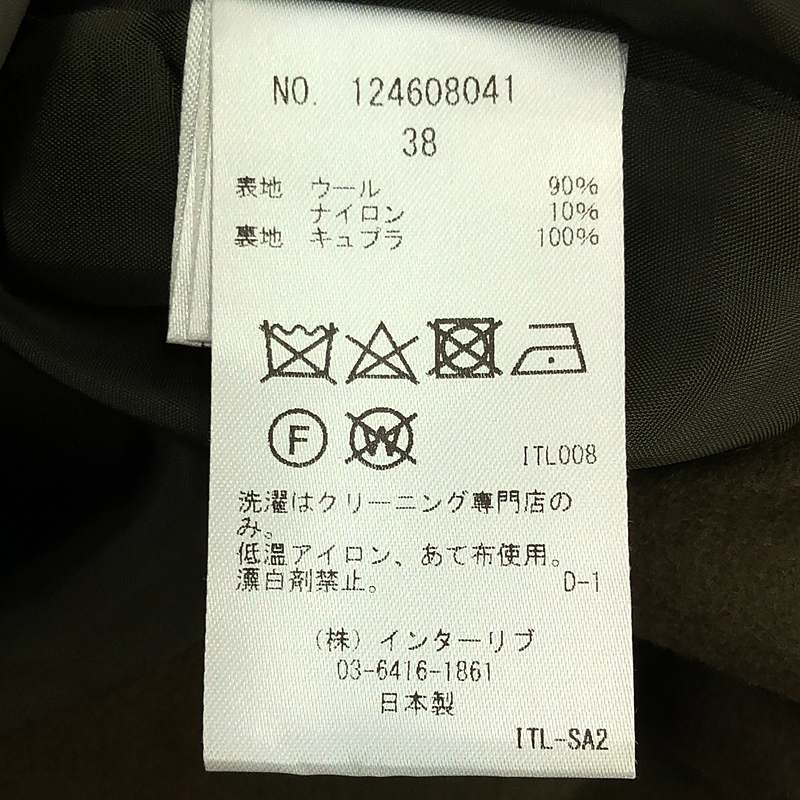 NO. 124608041
38
表地 ウール 90%
ナイロン 10%
裏地 キュプラ 100%
F W
ITL008
洗濯はクリーニング専門店の
み。
低温アイロン、あて布使用。
漂白剤禁止。 D-1
(株)インターリブ
03-6416-1861
日本製
ITL-SA2